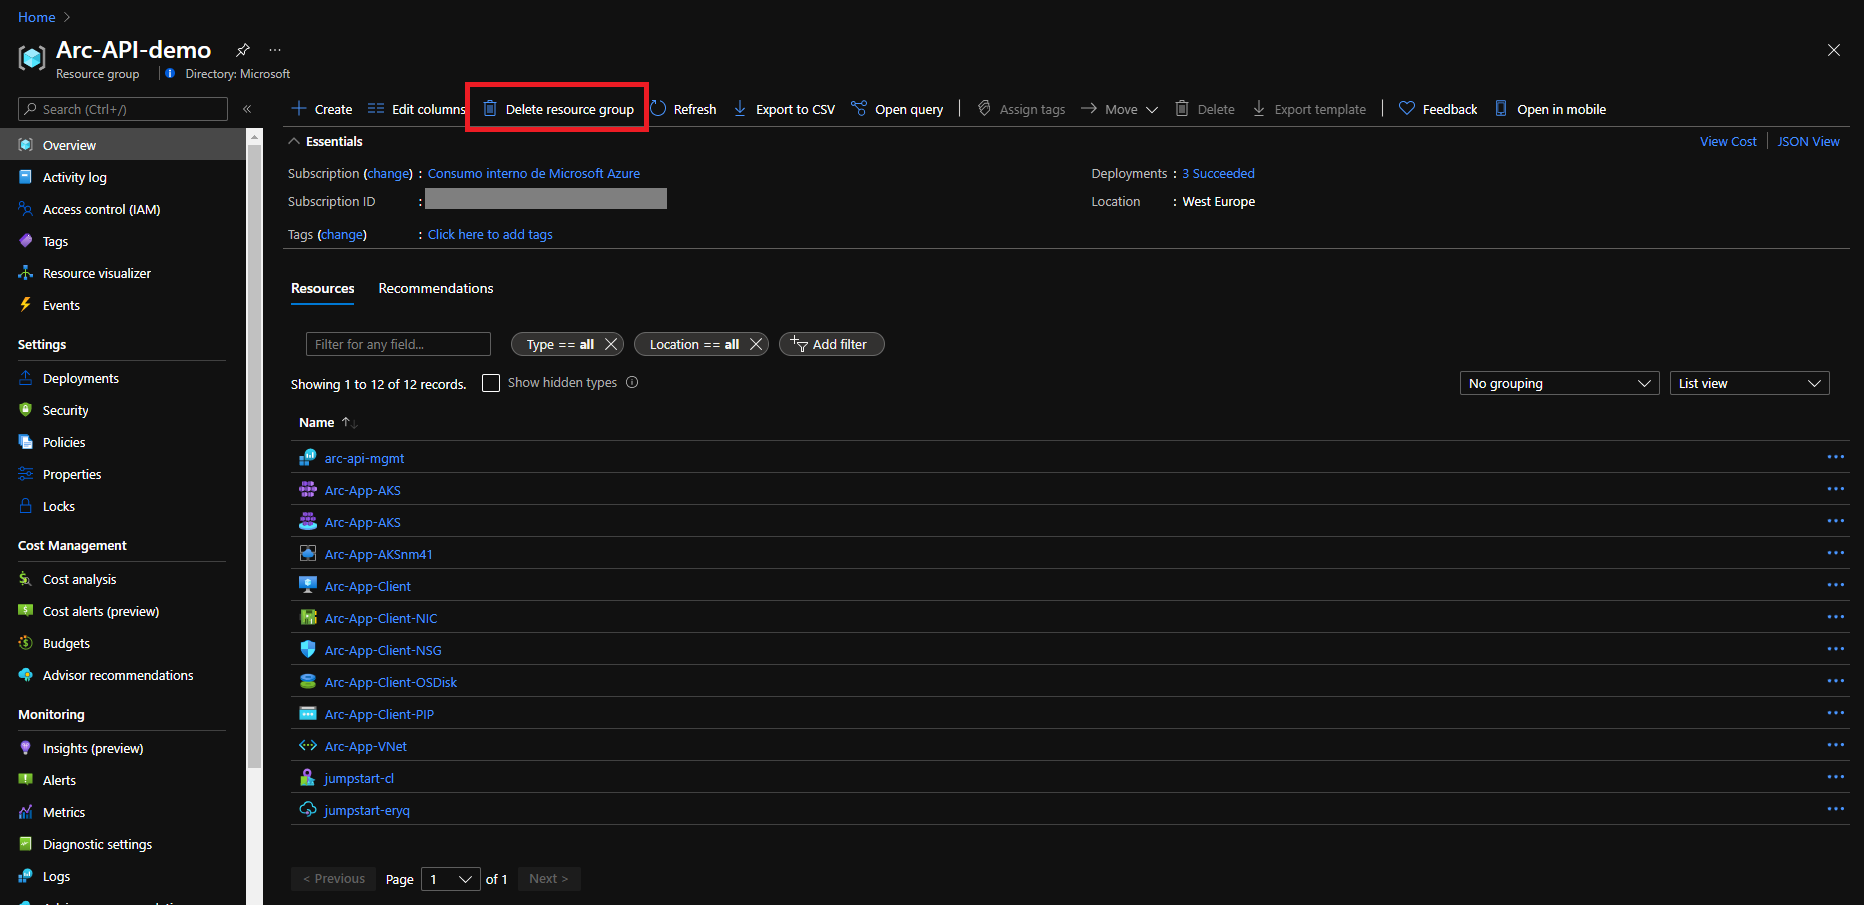 Home
Arc-API-demo
Resource group
Directory: Microsoft
Search (Ctrl+/)
Create
Edit columns
Delete resource group
Refresh
Export to CSV
Open query
Assign tags
Move
Delete
Export template
Feedback
Open in mobile
Overview
Activity log
Access control (IAM)
Tags
Resource visualizer
Events
Settings
Deployments
Security
Policies
Properties
Locks
Cost Management
Cost analysis
Cost alerts (preview)
Budgets
Advisor recommendations
Monitoring
Insights (preview)
Alerts
Metrics
Diagnostic settings
Logs
Essentials
View Cost
JSON View
Subscription (change) : Consumo interno de Microsoft Azure
Subscription ID :
Tags (change) : Click here to add tags
Deployments : 3 Succeeded
Location : West Europe
Resources
Recommendations
Filter for any field...
Type == all
Location == all
Add filter
Showing 1 to 12 of 12 records.
Show hidden types
No grouping
List view
Name
arc-api-mgmt
Arc-App-AKS
Arc-App-AKS
Arc-App-AKSnm41
Arc-App-Client
Arc-App-Client-NIC
Arc-App-Client-NSG
Arc-App-Client-OSDisk
Arc-App-Client-PIP
Arc-App-VNet
jumpstart-cl
jumpstart-eryq
< Previous
Page 1 of 1
Next >